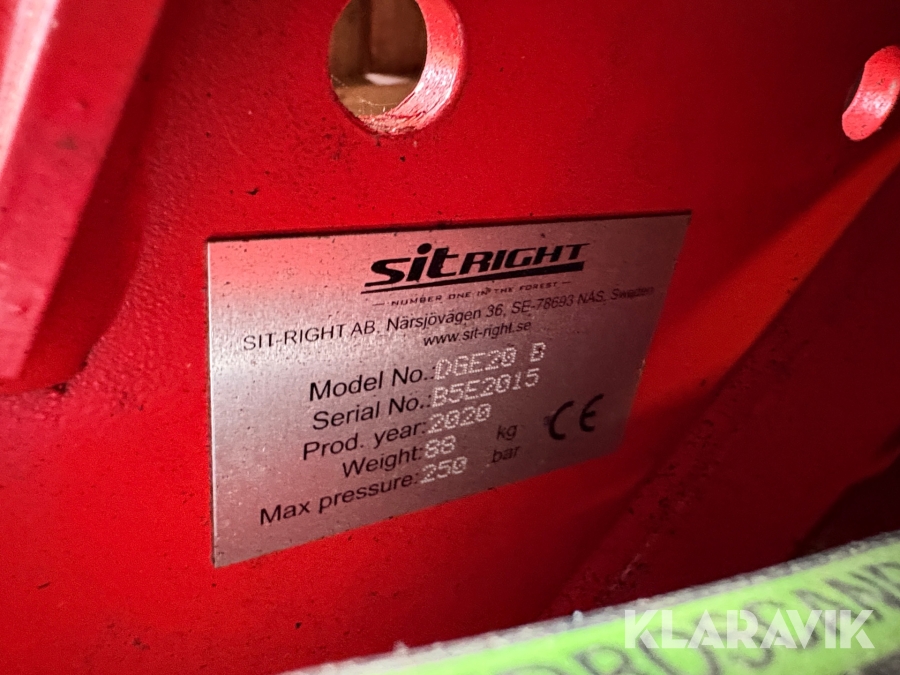 SitRIGHT
— NUMBER ONE IN THE FOREST —
SIT-RIGHT AB. Närsjövägen 36, SE-78693 NÅS, Sweden
www.sit-right.se
Model No.:DGE20 B
Serial No.:B5E2015
Prod. year:2020
Weight:88 kg
Max pressure:250 bar
CE
KLARAVIK